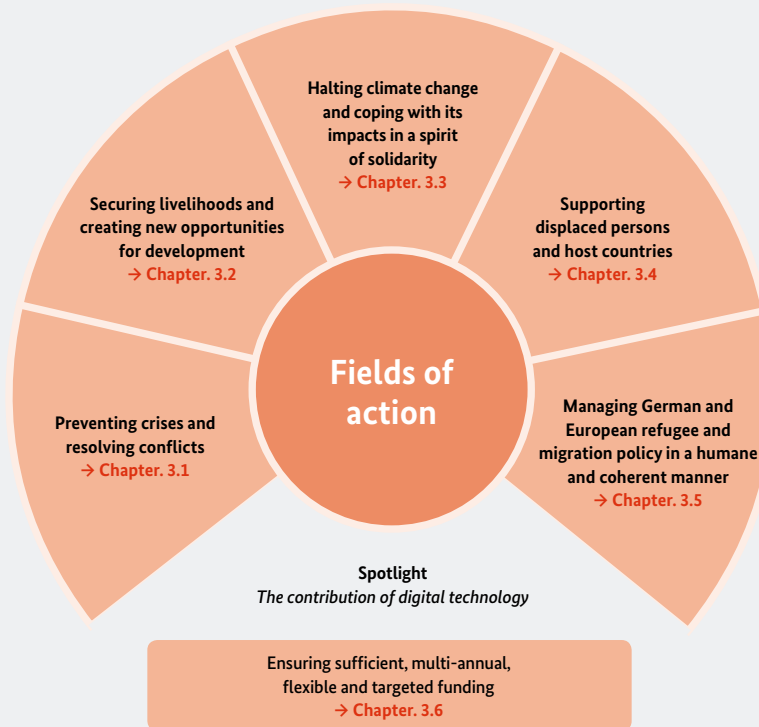 Preventing crises and
resolving conflicts
→ Chapter. 3.1
Securing livelihoods and
creating new opportunities
for development
→ Chapter. 3.2
Halting climate change
and coping with its
impacts in a spirit
of solidarity
→ Chapter. 3.3
Supporting
displaced persons
and host countries
→ Chapter. 3.4
Managing German and
European refugee and
migration policy in a humane
and coherent manner
→ Chapter. 3.5
Fields of
action
Spotlight
The contribution of digital technology
Ensuring sufficient, multi-annual,
flexible and targeted funding
→ Chapter. 3.6